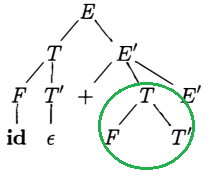 E
T E′
F T′ + T E′
id ϵ F T′